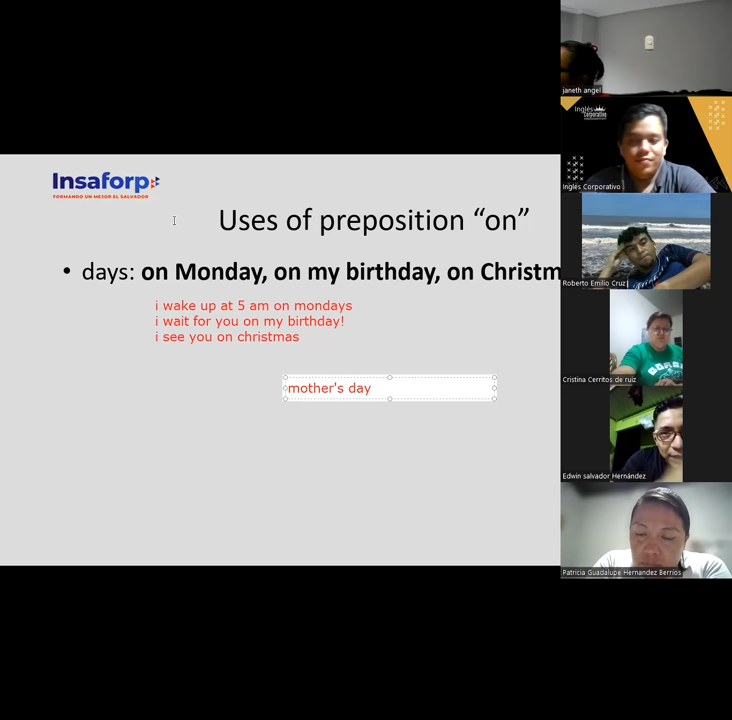 Insaforp
FORMANDO UN MEJOR EL SALVADOR
Uses of preposition “on”
• days: on Monday, on my birthday, on Christm
i wake up at 5 am on mondays
i wait for you on my birthday!
i see you on christmas
mother's day
janeth angel
Inglés
Corporativo
Inglés Corporativo
Roberto Emilio Cruz
Cristina Cerritos de ruiz
Edwin salvador Hernández
Patricia Guadalupe Hernandez Berrios